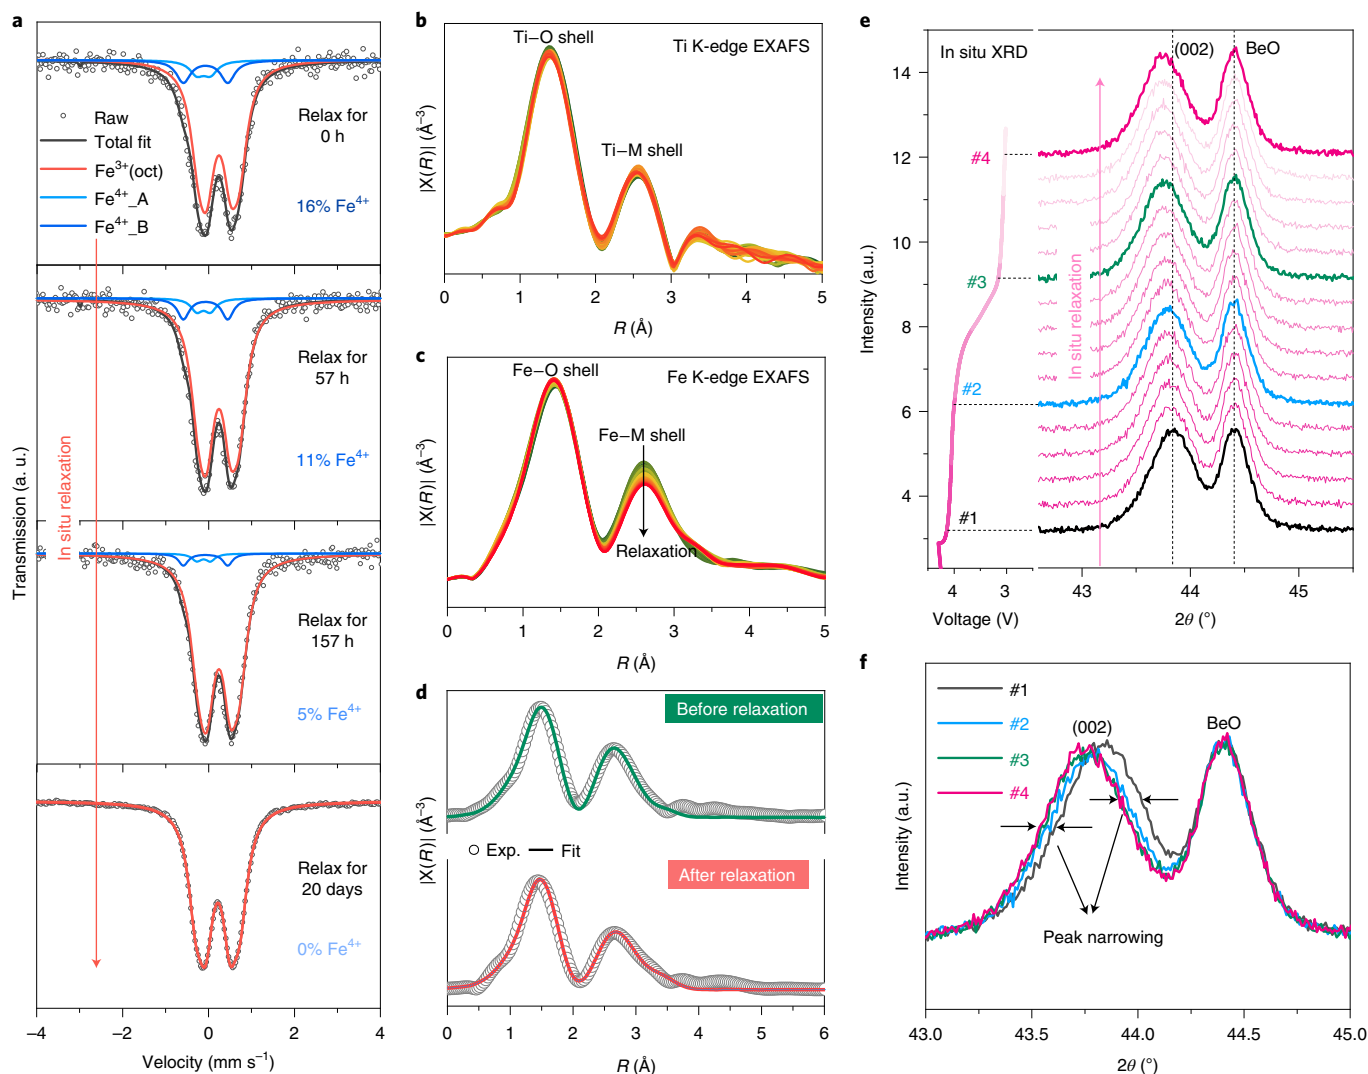 a
Raw
Total fit
Fe³⁺(oct)
Fe⁴⁺_A
Fe⁴⁺_B
Relax for
0 h
16% Fe⁴⁺
Relax for
57 h
11% Fe⁴⁺
Relax for
157 h
5% Fe⁴⁺
Relax for
20 days
0% Fe⁴⁺
In situ relaxation
Transmission (a. u.)
−4 −2 0 2 4
Velocity (mm s⁻¹)
b
Ti–O shell
Ti K-edge EXAFS
Ti–M shell
|X(R)| (Å⁻³)
0 1 2 3 4 5
R (Å)
c
Fe–O shell
Fe K-edge EXAFS
Fe–M shell
Relaxation
|X(R)| (Å⁻³)
0 1 2 3 4 5
R (Å)
d
Before relaxation
Exp. Fit
After relaxation
|X(R)| (Å⁻³)
0 1 2 3 4 5 6
R (Å)
e
In situ XRD
(002)
BeO
14
12
10
8
6
4
Intensity (a.u.)
#4
#3
#2
#1
In situ relaxation
4 3
43 44 45
Voltage (V)
2θ (°)
f
#1
#2
#3
#4
(002)
BeO
Peak narrowing
Intensity (a.u.)
43.0 43.5 44.0 44.5 45.0
2θ (°)